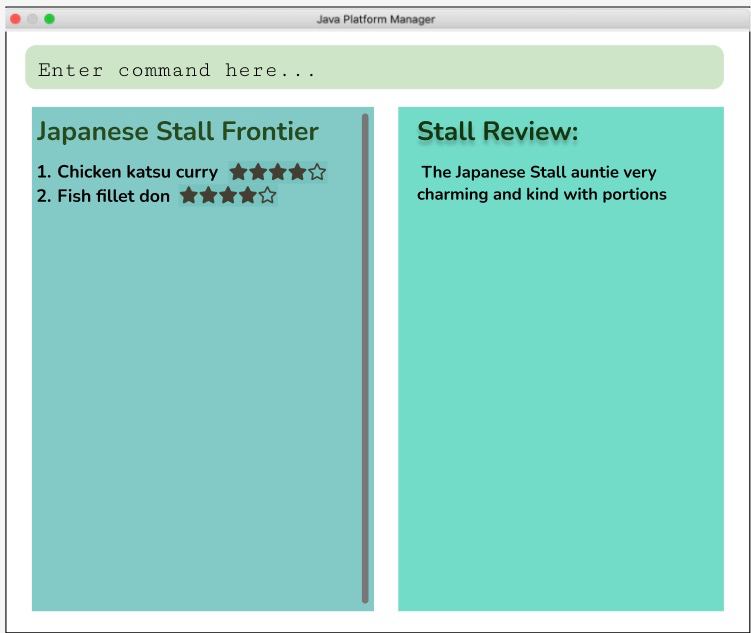 Java Platform Manager
Enter command here...
Japanese Stall Frontier
1. Chicken katsu curry ★★★★☆
2. Fish fillet don ★★★★☆
Stall Review:
The Japanese Stall auntie very
charming and kind with portions